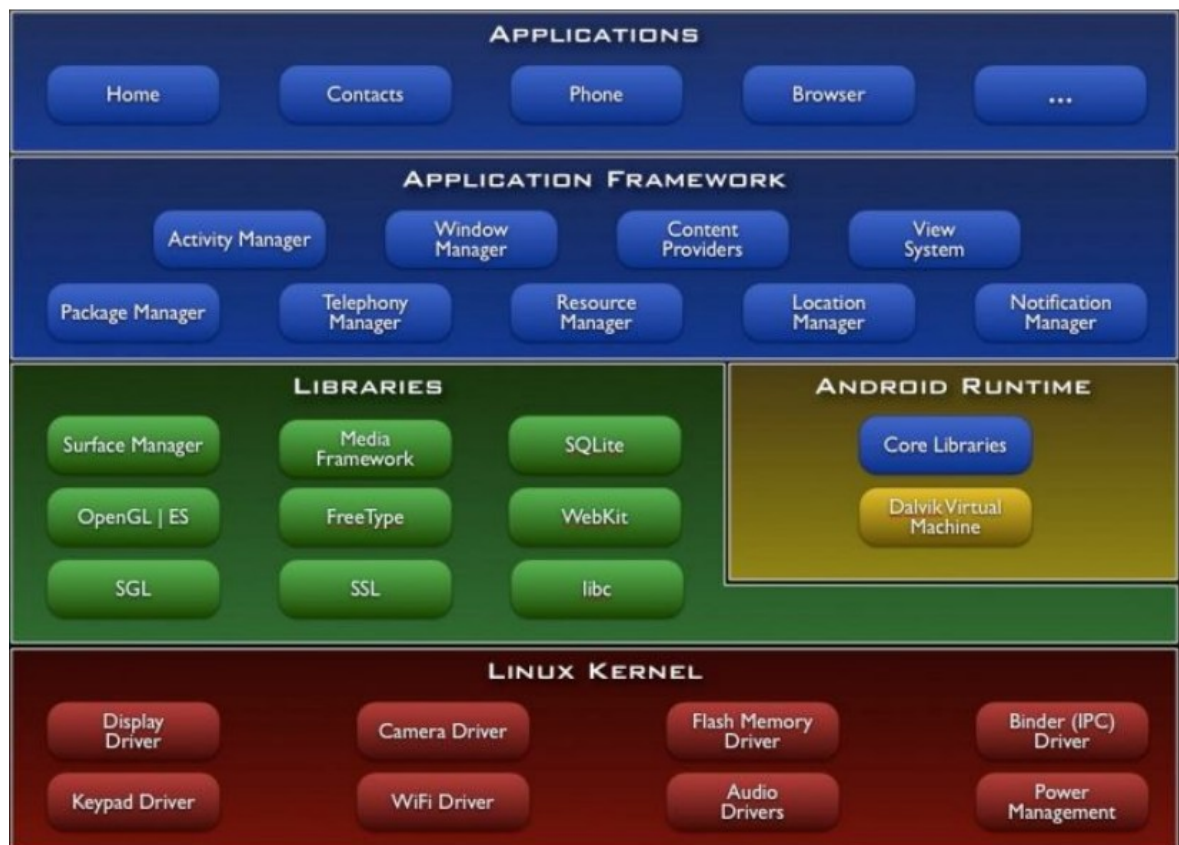 APPLICATIONS
Home
Contacts
Phone
Browser
...
APPLICATION FRAMEWORK
Activity Manager
Window
Manager
Content
Providers
View
System
Package Manager
Telephony
Manager
Resource
Manager
Location
Manager
Notification
Manager
LIBRARIES
Surface Manager
Media
Framework
SQLite
OpenGL | ES
FreeType
WebKit
SGL
SSL
libc
ANDROID RUNTIME
Core Libraries
Dalvik Virtual
Machine
LINUX KERNEL
Display
Driver
Camera Driver
Flash Memory
Driver
Binder (IPC)
Driver
Keypad Driver
WiFi Driver
Audio
Drivers
Power
Management